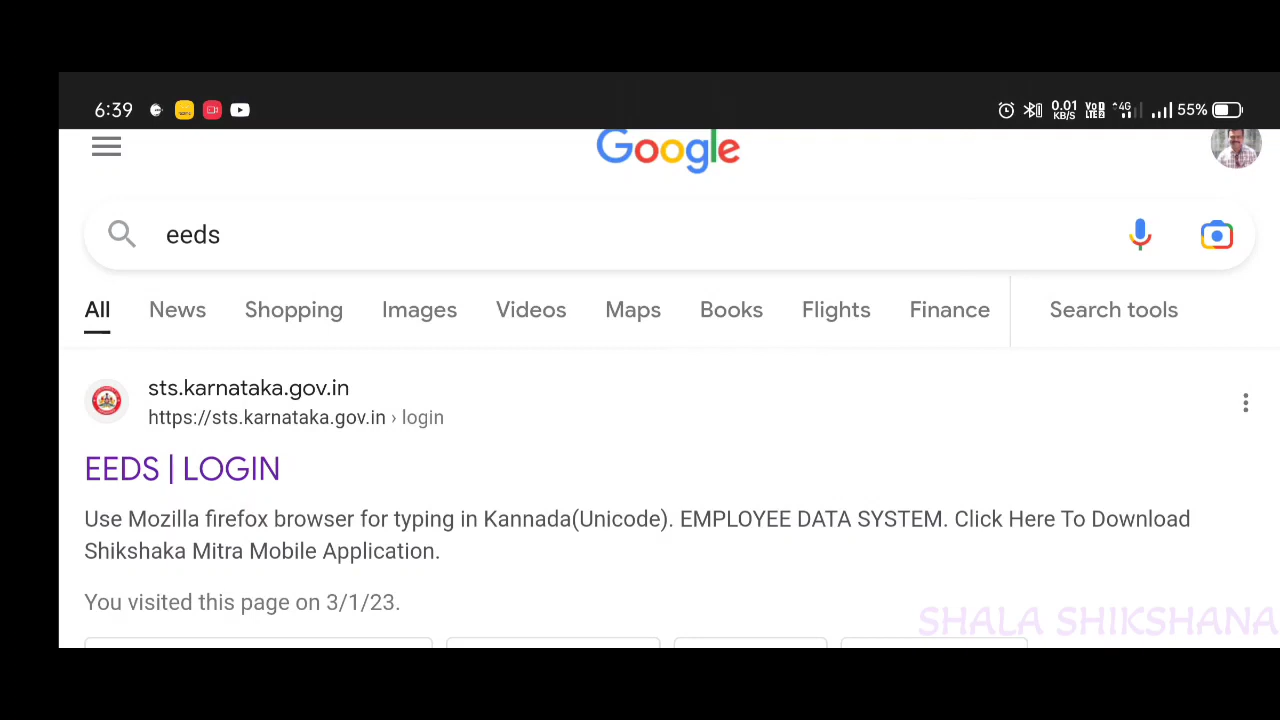 6:39 0.01 KB/S VoD LTE2 4G 55%
Google
eeds
All News Shopping Images Videos Maps Books Flights Finance Search tools
sts.karnataka.gov.in
https://sts.karnataka.gov.in › login
EEDS | LOGIN
Use Mozilla firefox browser for typing in Kannada(Unicode). EMPLOYEE DATA SYSTEM. Click Here To Download
Shikshaka Mitra Mobile Application.
You visited this page on 3/1/23.
SHALA SHIKSHANA